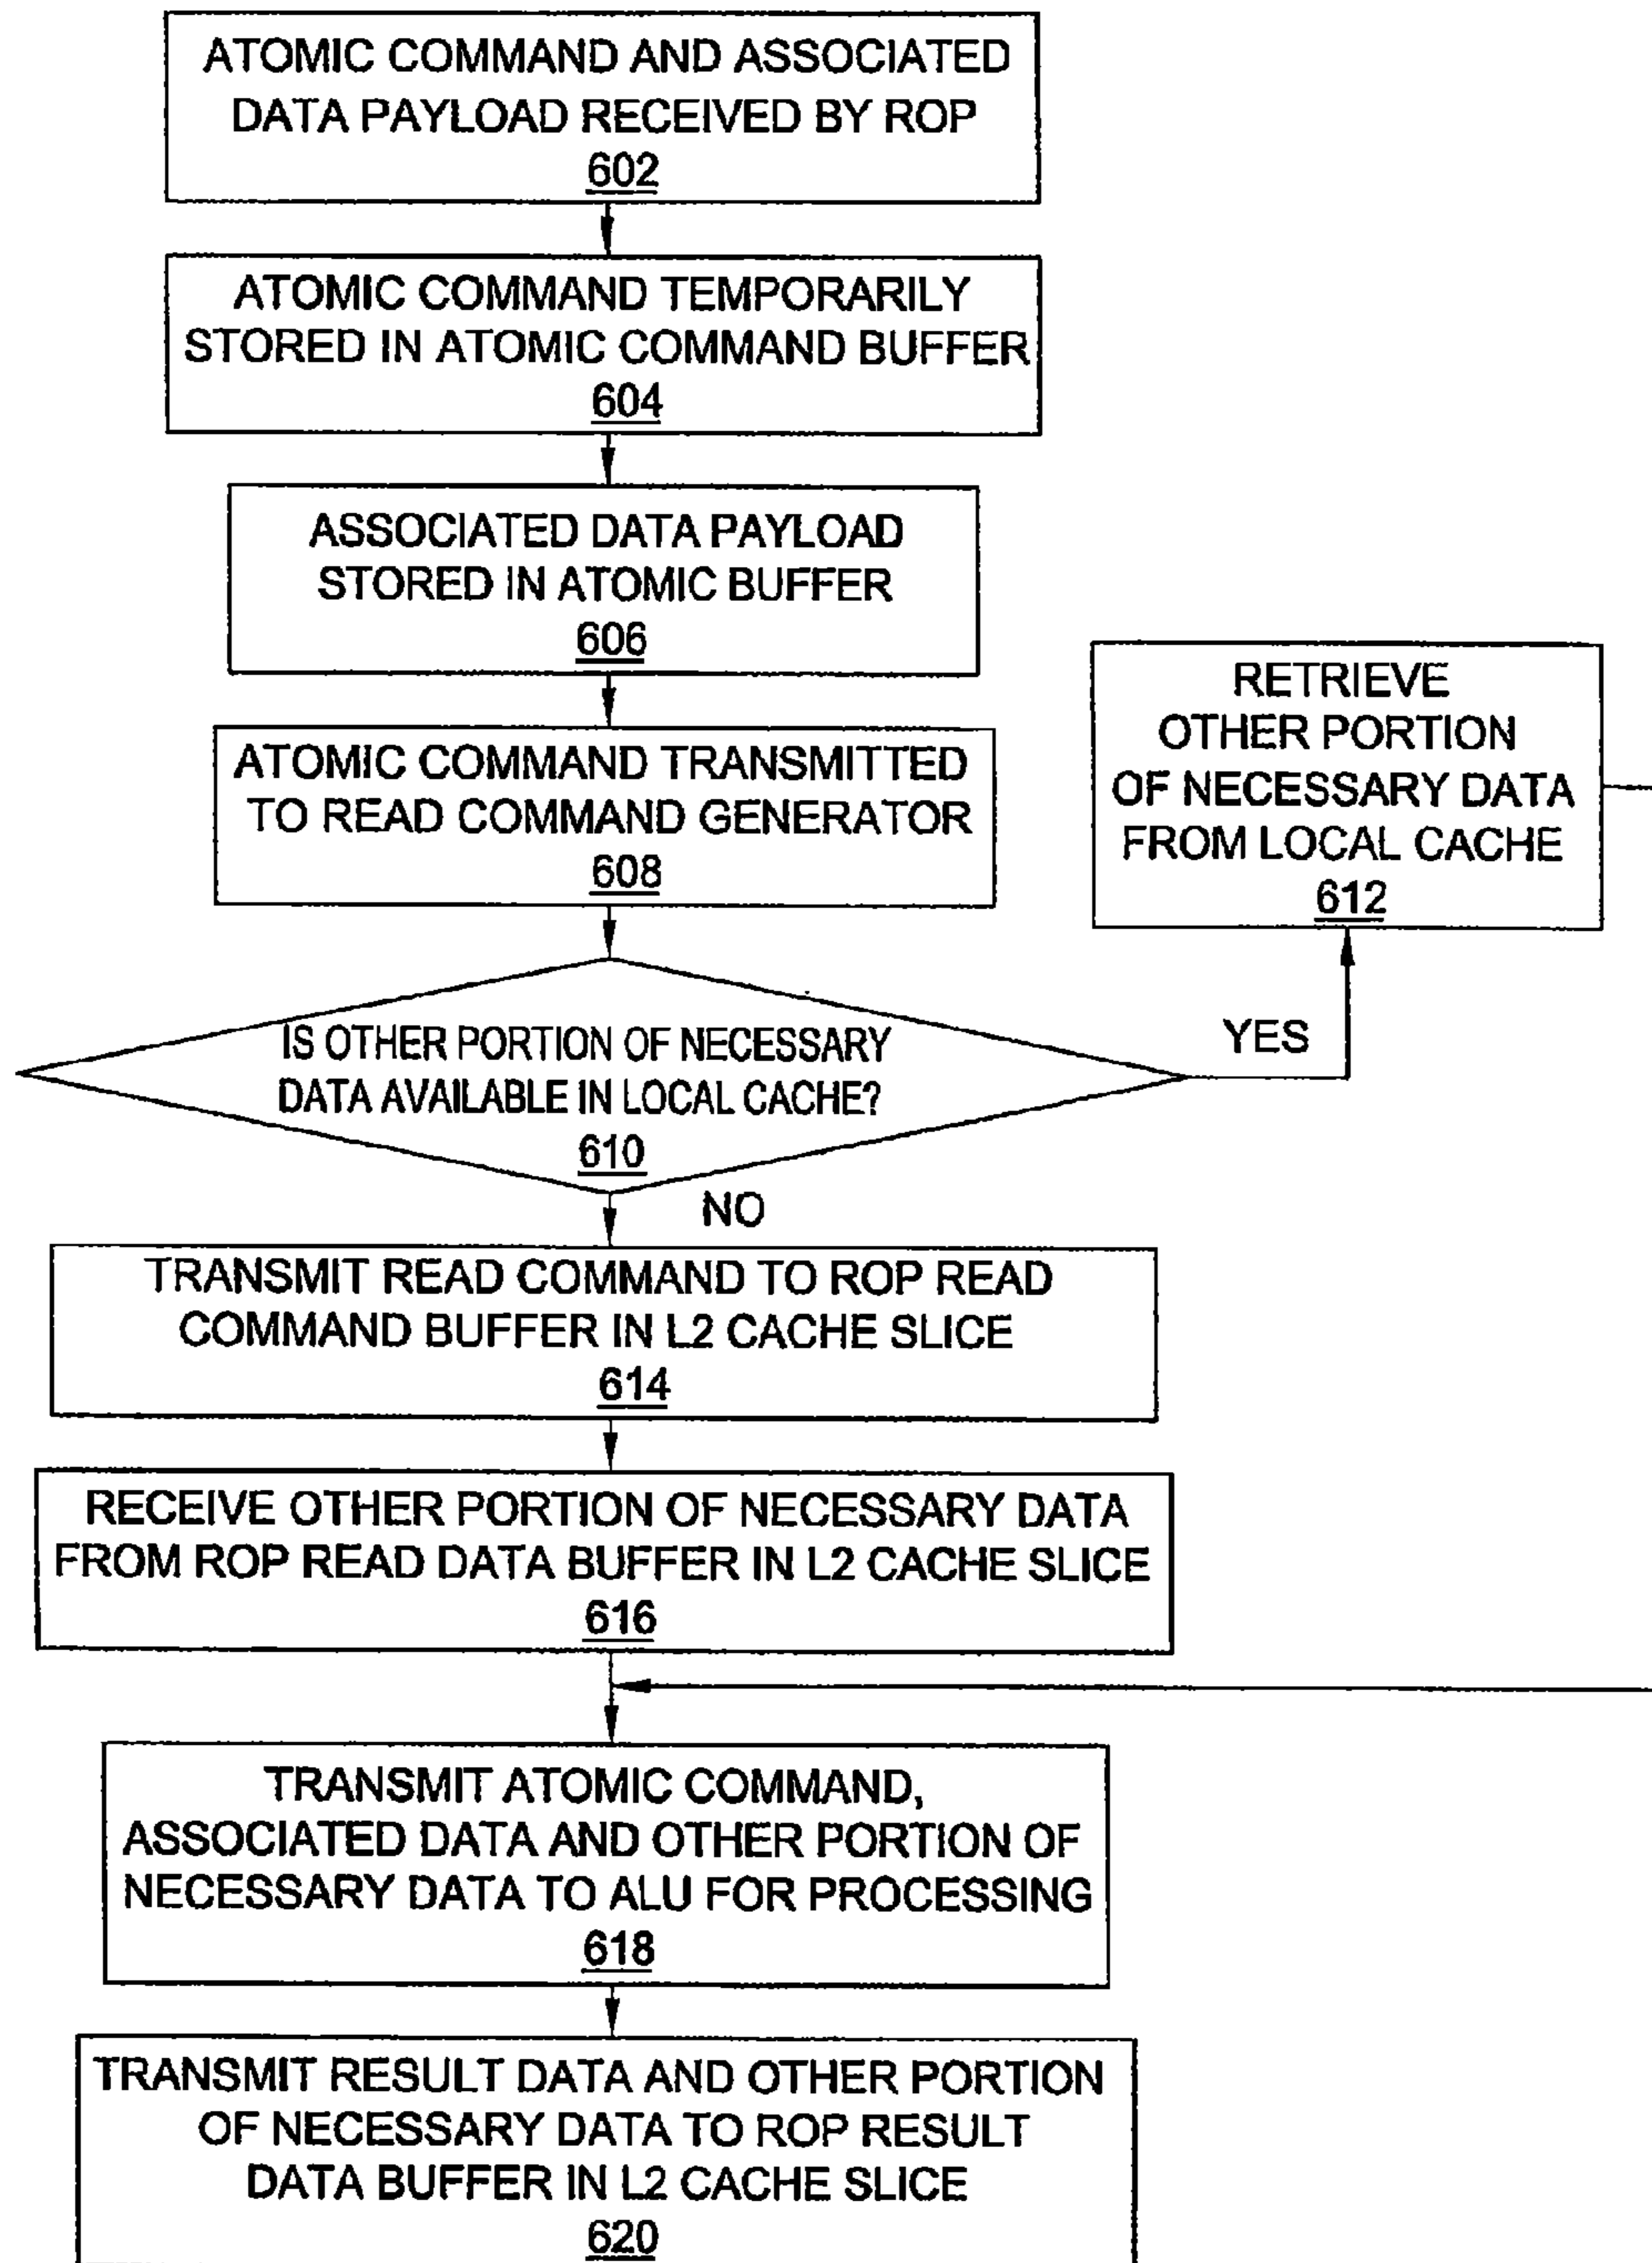 ATOMIC COMMAND AND ASSOCIATED
DATA PAYLOAD RECEIVED BY ROP
602
ATOMIC COMMAND TEMPORARILY
STORED IN ATOMIC COMMAND BUFFER
604
ASSOCIATED DATA PAYLOAD
STORED IN ATOMIC BUFFER
606
ATOMIC COMMAND TRANSMITTED
TO READ COMMAND GENERATOR
608
RETRIEVE
OTHER PORTION
OF NECESSARY DATA
FROM LOCAL CACHE
612
IS OTHER PORTION OF NECESSARY
DATA AVAILABLE IN LOCAL CACHE?
610
YES
NO
TRANSMIT READ COMMAND TO ROP READ
COMMAND BUFFER IN L2 CACHE SLICE
614
RECEIVE OTHER PORTION OF NECESSARY DATA
FROM ROP READ DATA BUFFER IN L2 CACHE SLICE
616
TRANSMIT ATOMIC COMMAND,
ASSOCIATED DATA AND OTHER PORTION OF
NECESSARY DATA TO ALU FOR PROCESSING
618
TRANSMIT RESULT DATA AND OTHER PORTION
OF NECESSARY DATA TO ROP RESULT
DATA BUFFER IN L2 CACHE SLICE
620